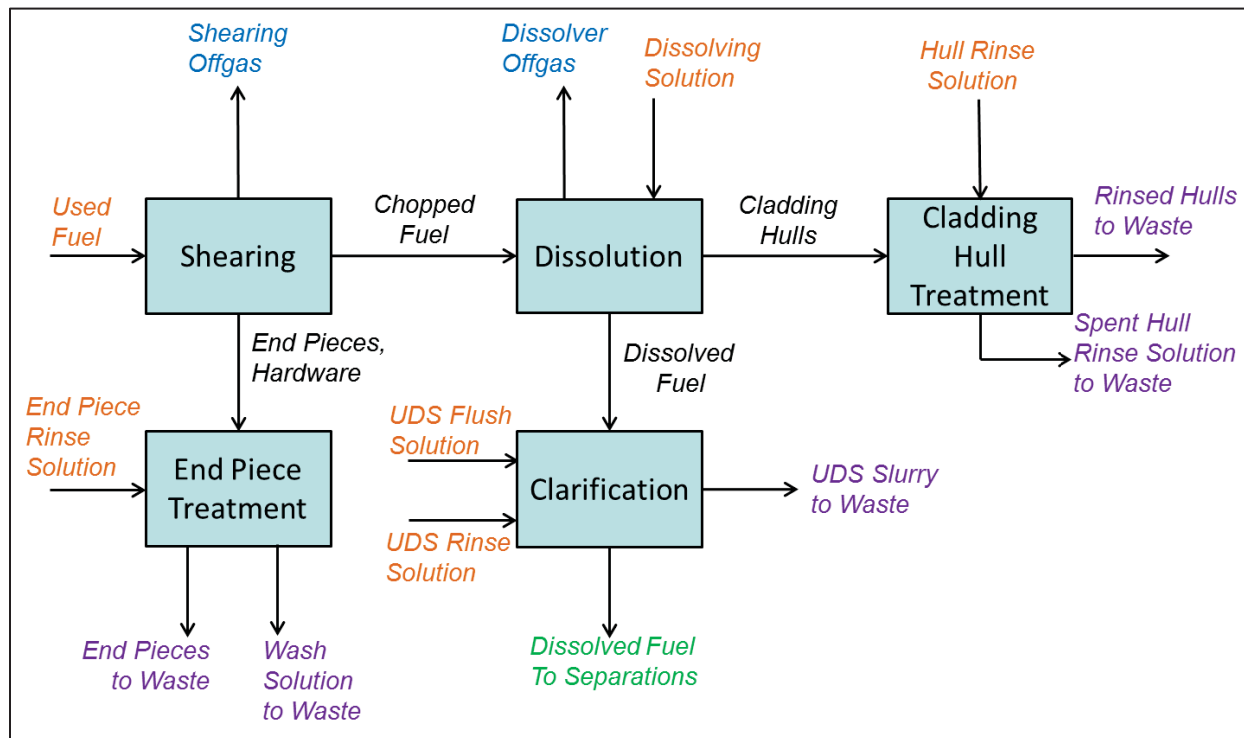 Shearing
Offgas
Dissolver
Offgas
Dissolving
Solution
Hull Rinse
Solution
Used
Fuel
Shearing
Chopped
Fuel
Dissolution
Cladding
Hulls
Cladding
Hull
Treatment
Rinsed Hulls
to Waste
Spent Hull
Rinse Solution
to Waste
End Pieces,
Hardware
Dissolved
Fuel
End Piece
Rinse
Solution
End Piece
Treatment
UDS Flush
Solution
UDS Rinse
Solution
Clarification
UDS Slurry
to Waste
End Pieces
to Waste
Wash
Solution
to Waste
Dissolved Fuel
To Separations